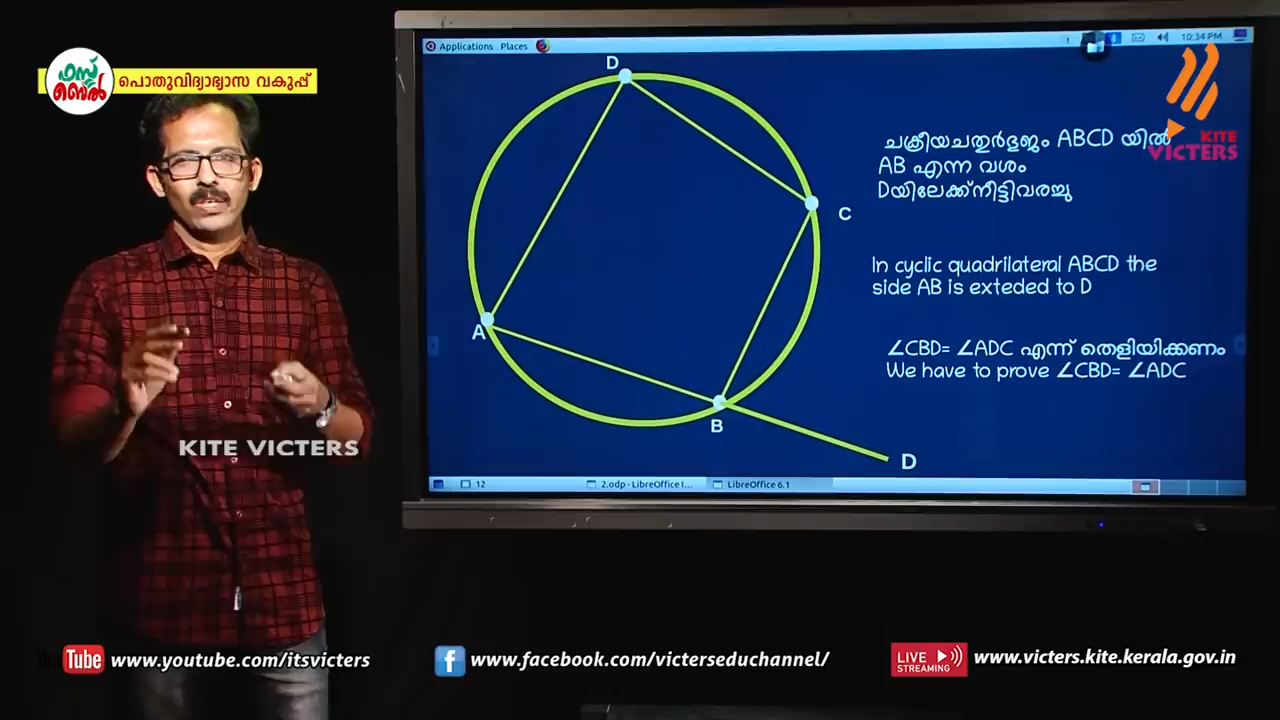 ഫസ്റ്റ്
ബെൽ
പൊതുവിദ്യാഭ്യാസ വകുപ്പ്
Applications Places
10:34 PM
KITE
VICTERS
D
C
A
B
D
ചക്രീയചതുർഭുജം ABCD യിൽ
AB എന്ന വശം
Dയിലേക്ക് നീട്ടിവരച്ചു
In cyclic quadrilateral ABCD the
side AB is exteded to D
∠CBD= ∠ADC എന്ന് തെളിയിക്കണം
We have to prove ∠CBD= ∠ADC
12
2.odp - LibreOffice I...
LibreOffice 6.1
KITE VICTERS
You Tube www.youtube.com/itsvicters
f www.facebook.com/victerseduchannel/
LIVE
STREAMING
www.victers.kite.kerala.gov.in